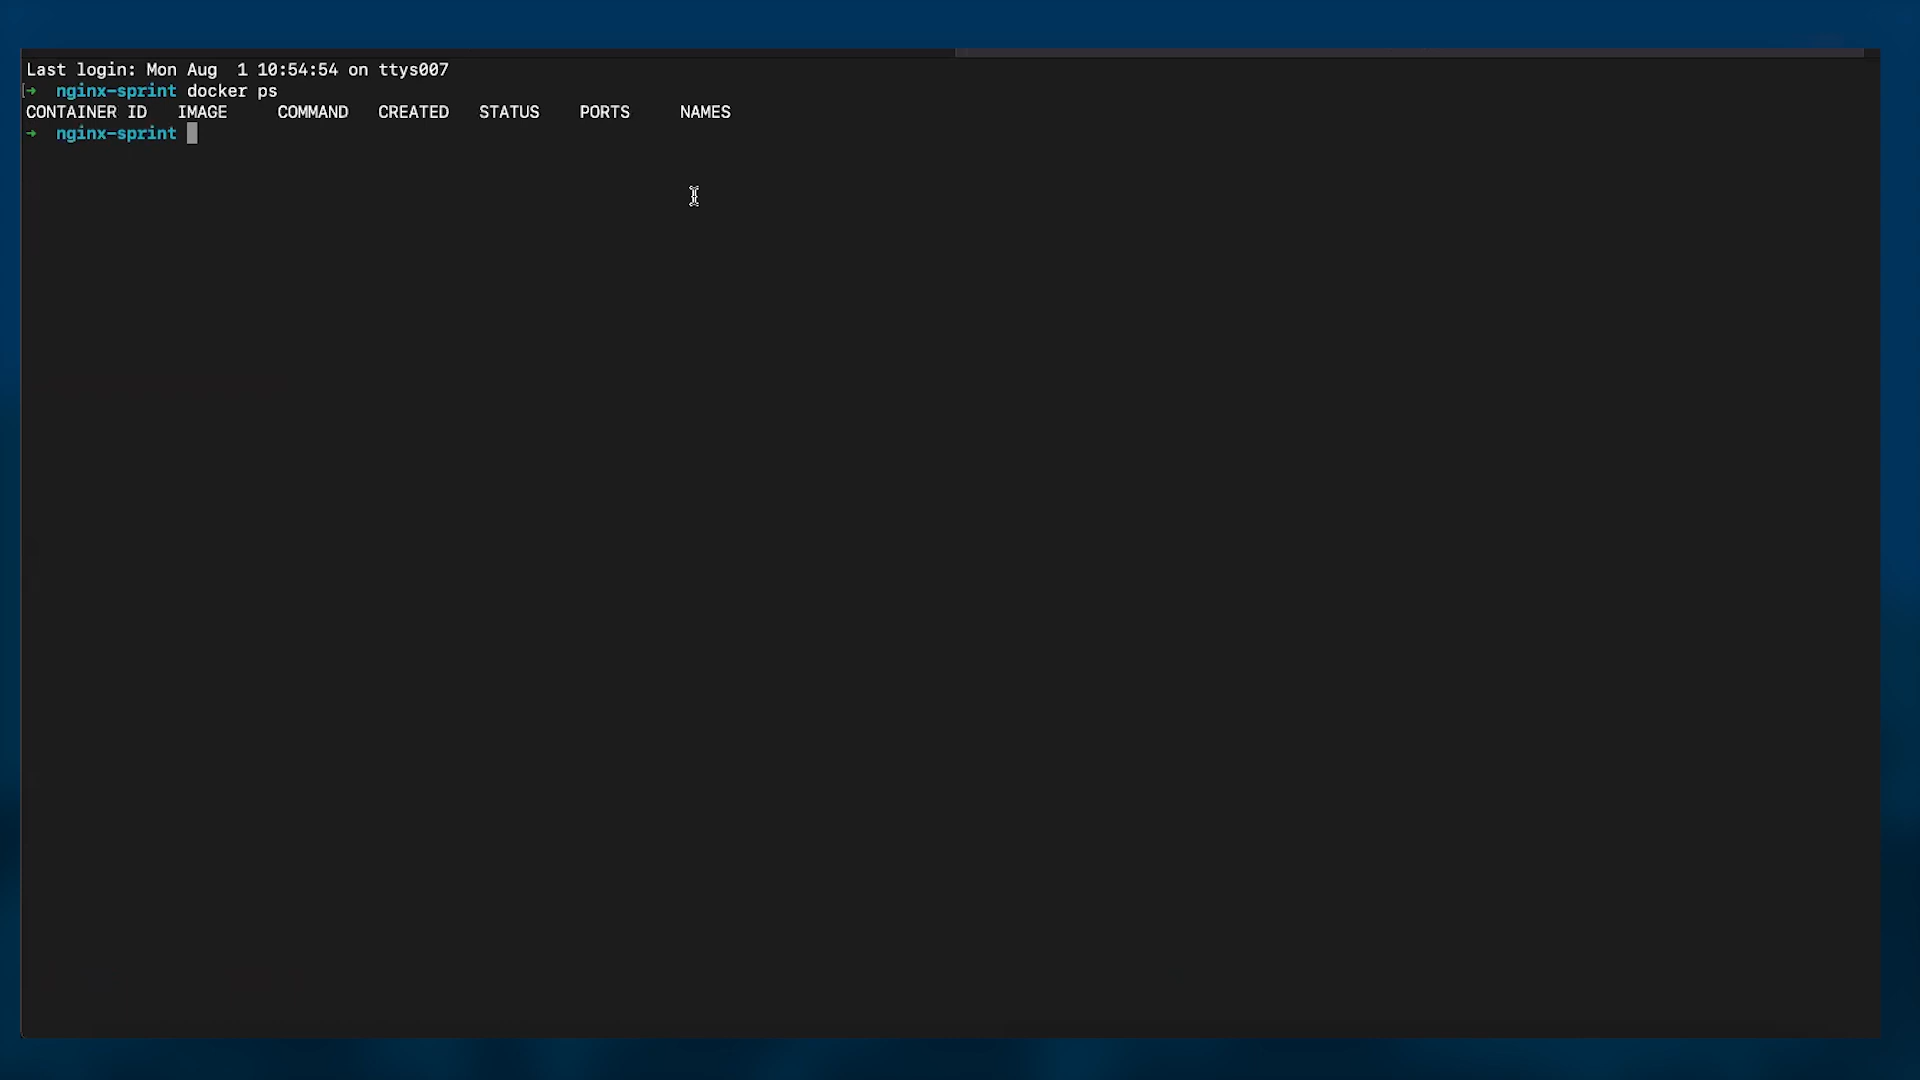 Last login: Mon Aug  1 10:54:54 on ttys007
[➜  nginx-sprint docker ps
CONTAINER ID   IMAGE     COMMAND   CREATED   STATUS    PORTS     NAMES
➜  nginx-sprint